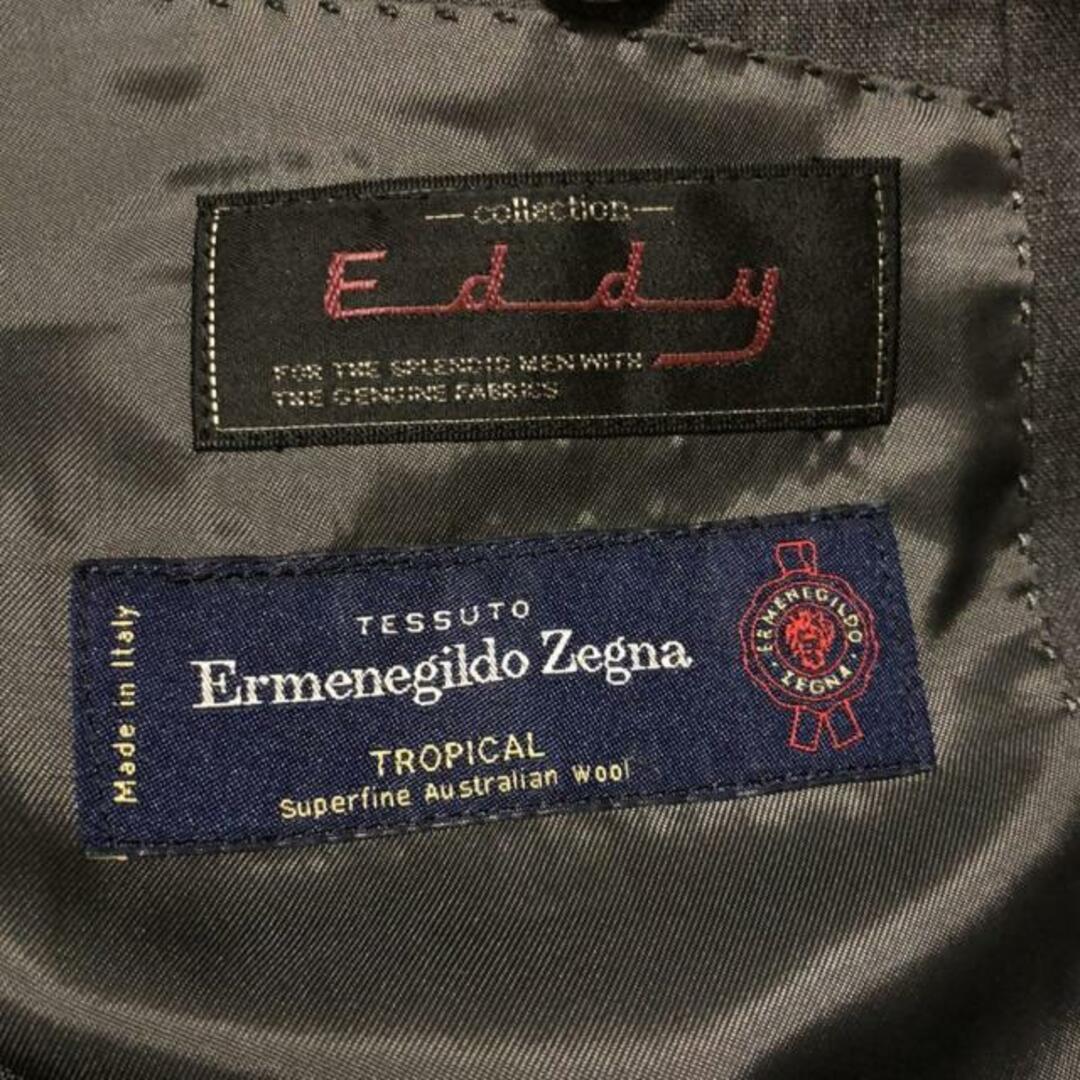 — collection —
Eddy
FOR THE SPLENDID MEN WITH
THE GENUINE FABRICS
Made in Italy
TESSUTO
Ermenegildo Zegna
TROPICAL
Superfine Australian Wool
ERMENEGILDO
· ZEGNA ·